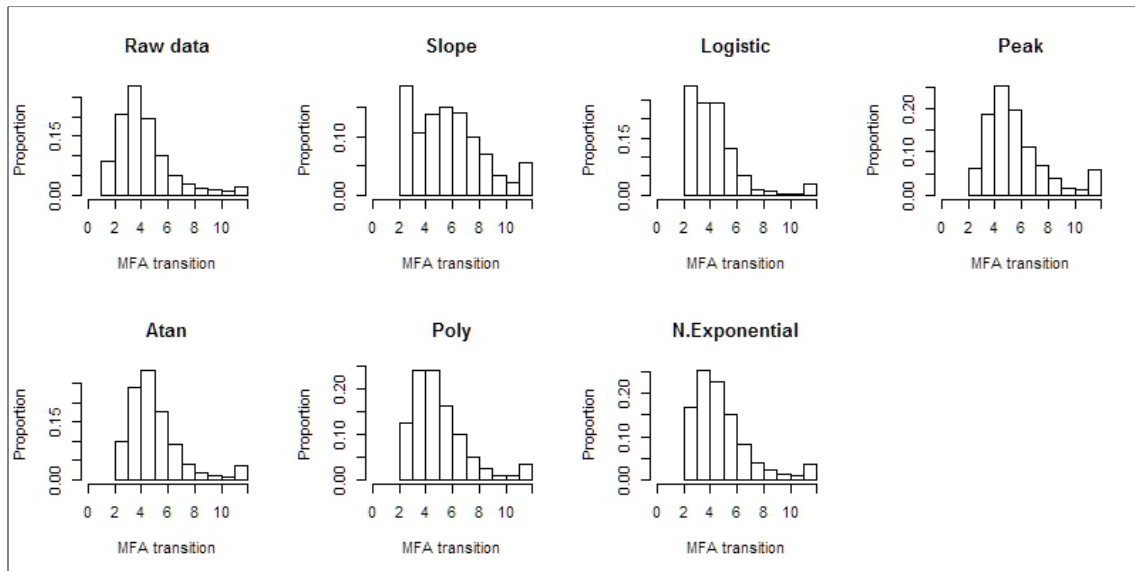 Raw data
Proportion
0.00
0.15
0 2 4 6 8 10
MFA transition
Slope
Proportion
0.00
0.10
0 2 4 6 8 10
MFA transition
Logistic
Proportion
0.00
0.15
0 2 4 6 8 10
MFA transition
Peak
Proportion
0.00
0.10
0.20
0 2 4 6 8 10
MFA transition
Atan
Proportion
0.00
0.15
0 2 4 6 8 10
MFA transition
Poly
Proportion
0.00
0.10
0.20
0 2 4 6 8 10
MFA transition
N.Exponential
Proportion
0.00
0.10
0.20
0 2 4 6 8 10
MFA transition